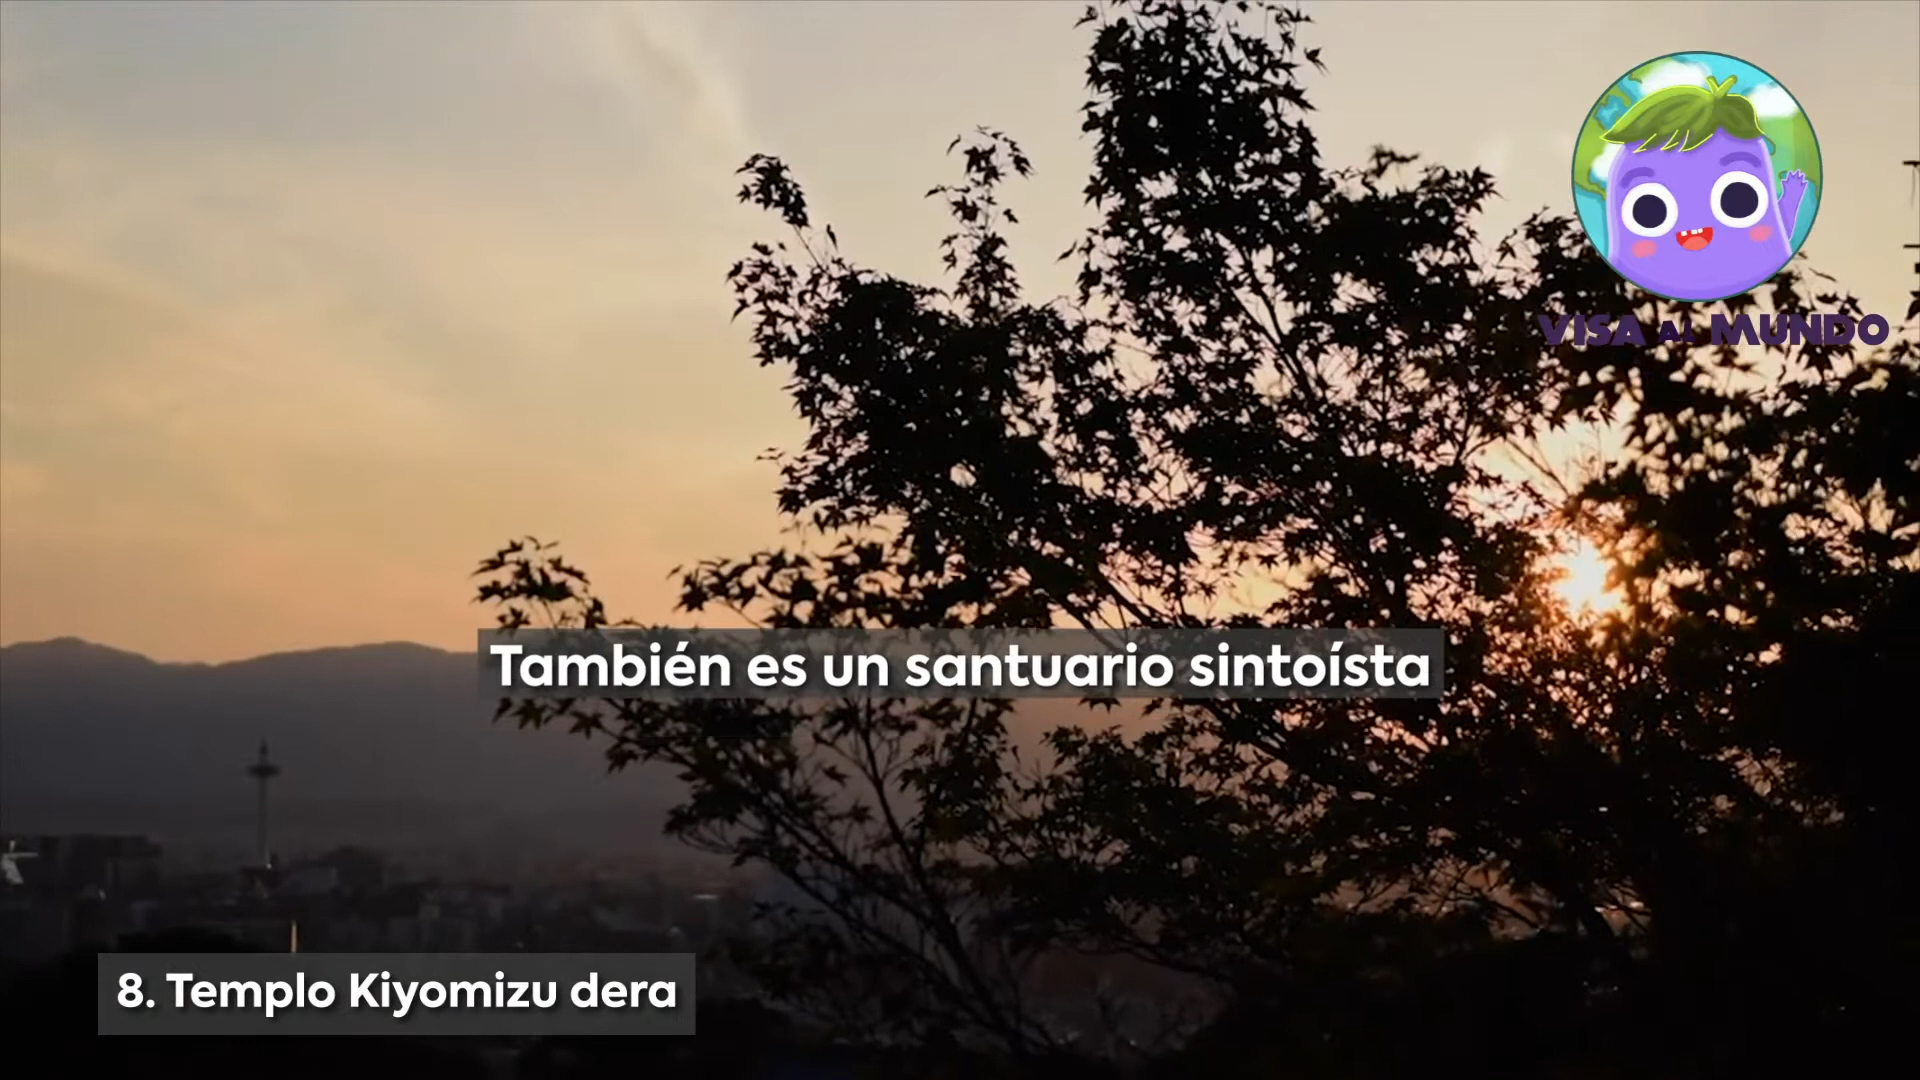 VISA AL MUNDO
También es un santuario sintoísta
8. Templo Kiyomizu dera